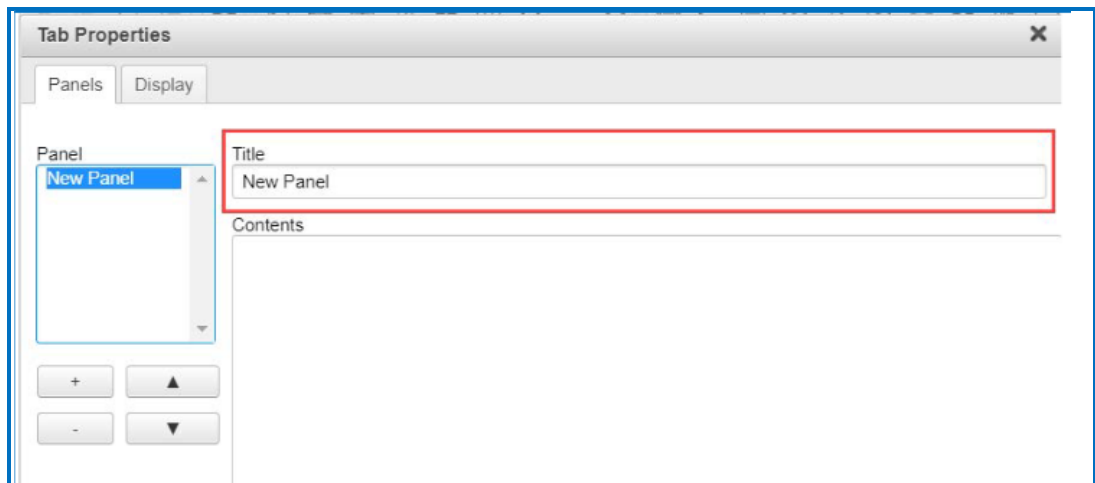 Tab Properties
Panels Display
Panel
New Panel
Title
New Panel
Contents
+
-